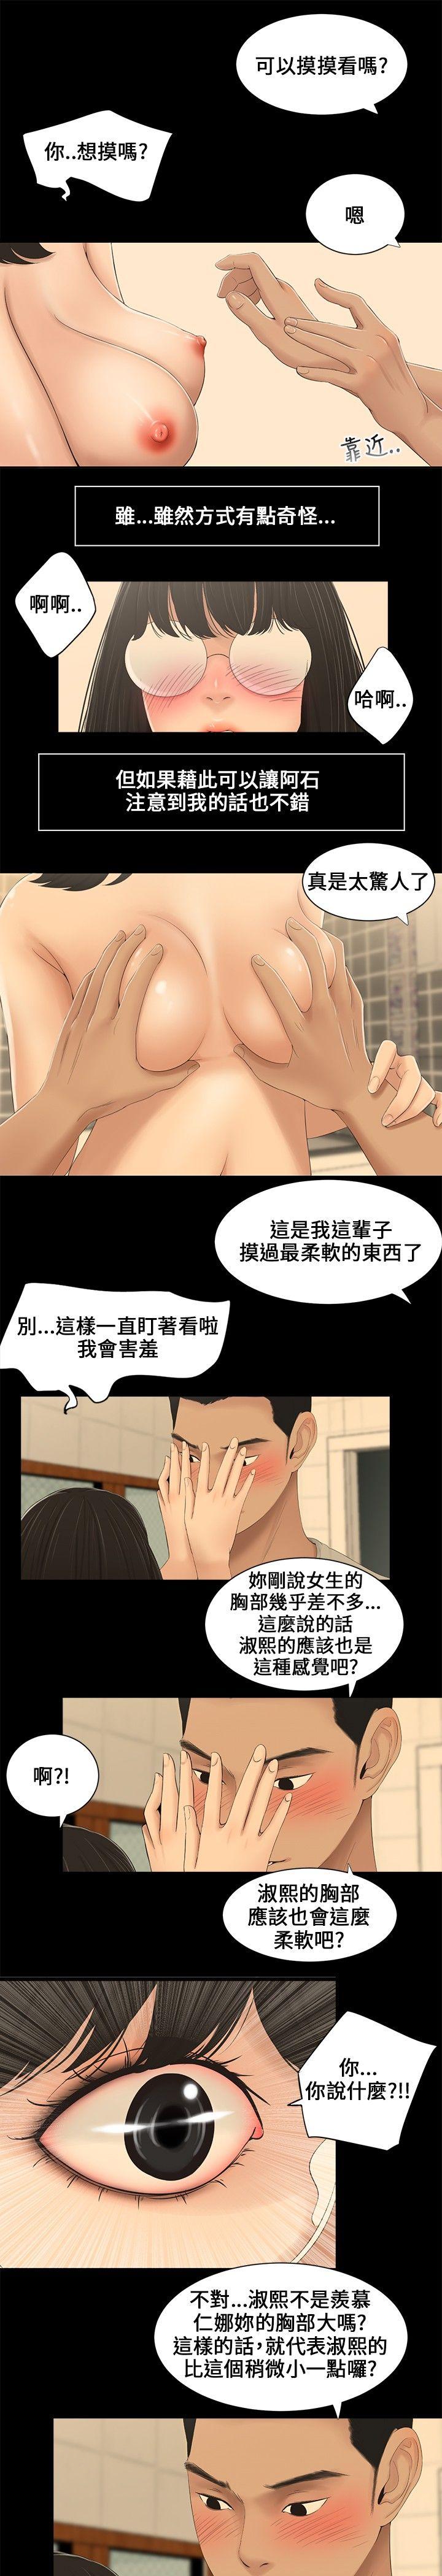 可以摸摸看嗎?
你..想摸嗎?
嗯
靠近..
雖...雖然方式有點奇怪...
啊啊..
哈啊..
但如果藉此可以讓阿石
注意到我的話也不錯
真是太驚人了
這是我這輩子
摸過最柔軟的東西了
別...這樣一直盯著看啦
我會害羞
妳剛說女生的
胸部幾乎差不多...
這麼說的話
淑熙的應該也是
這種感覺吧?
啊?!
淑熙的胸部
應該也會這麼
柔軟吧?
你...
你說什麼?!!
不對...淑熙不是羨慕
仁娜妳的胸部大嗎?
這樣的話,就代表淑熙的
比這個稍微小一點囉?